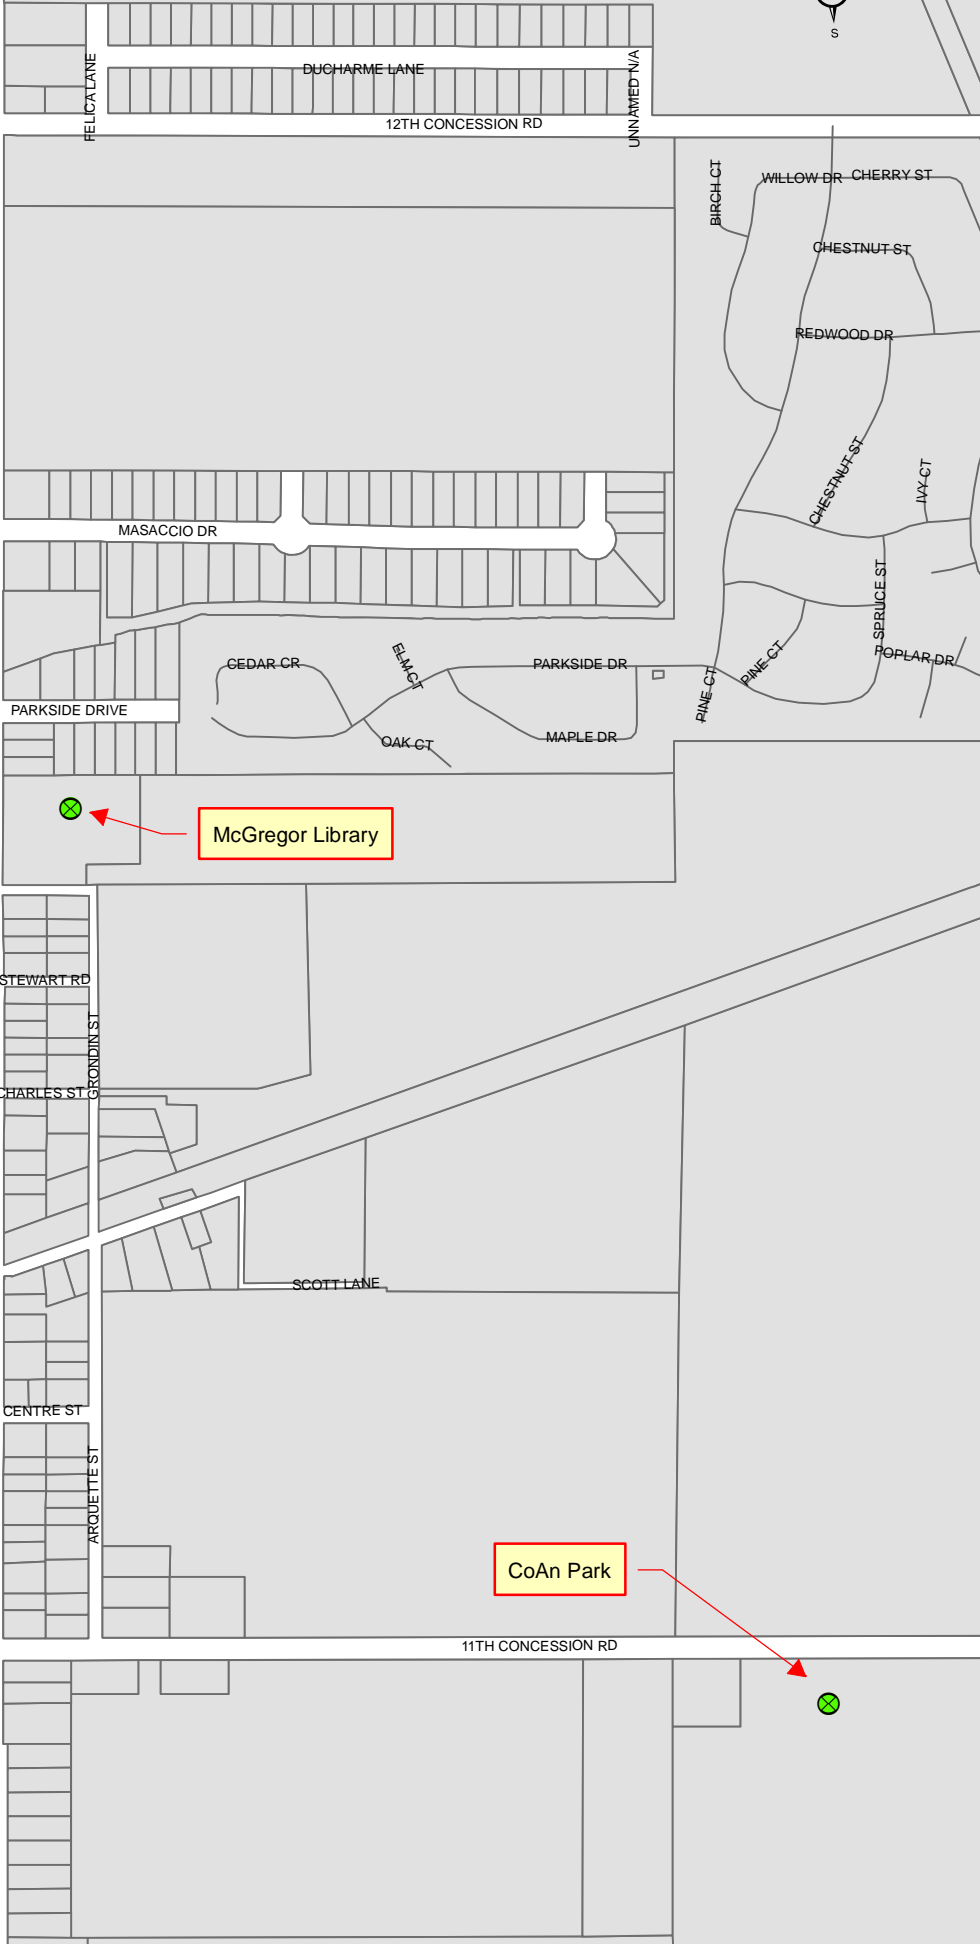 S
FELICA LANE
DUCHARME LANE
UNNAMED N/A
12TH CONCESSION RD
BIRCH CT
WILLOW DR
CHERRY ST
CHESTNUT ST
REDWOOD DR
CHESTNUT ST
IVY CT
MASACCIO DR
SPRUCE ST
CEDAR CR
ELM CT
PARKSIDE DR
PINE CT
PINE CT
POPLAR DR
PARKSIDE DRIVE
OAK CT
MAPLE DR
McGregor Library
STEWART RD
GRONDIN ST
CHARLES ST
SCOTT LANE
CENTRE ST
ARQUETTE ST
CoAn Park
11TH CONCESSION RD